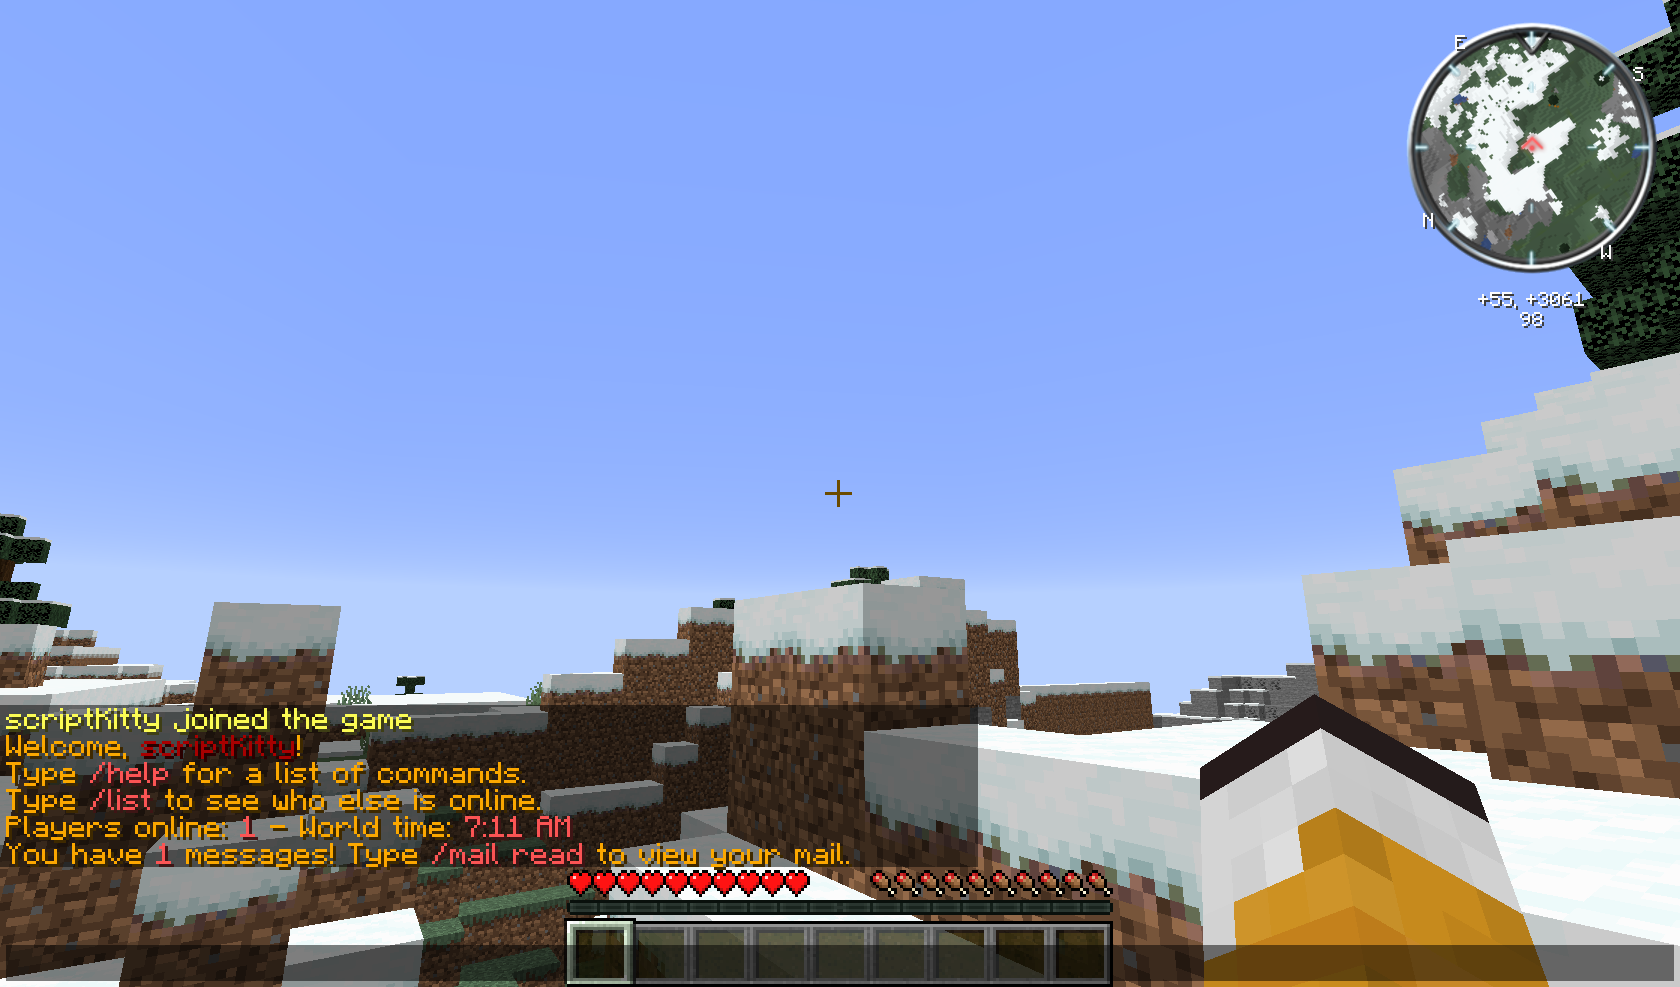 E
S
N
W
+55, +3061
98
scriptKitty joined the game
Welcome, scriptKitty!
Type /help for a list of commands.
Type /list to see who else is online.
Players online: 1 – World time: 7:11 AM
You have 1 messages! Type /mail read to view your mail.